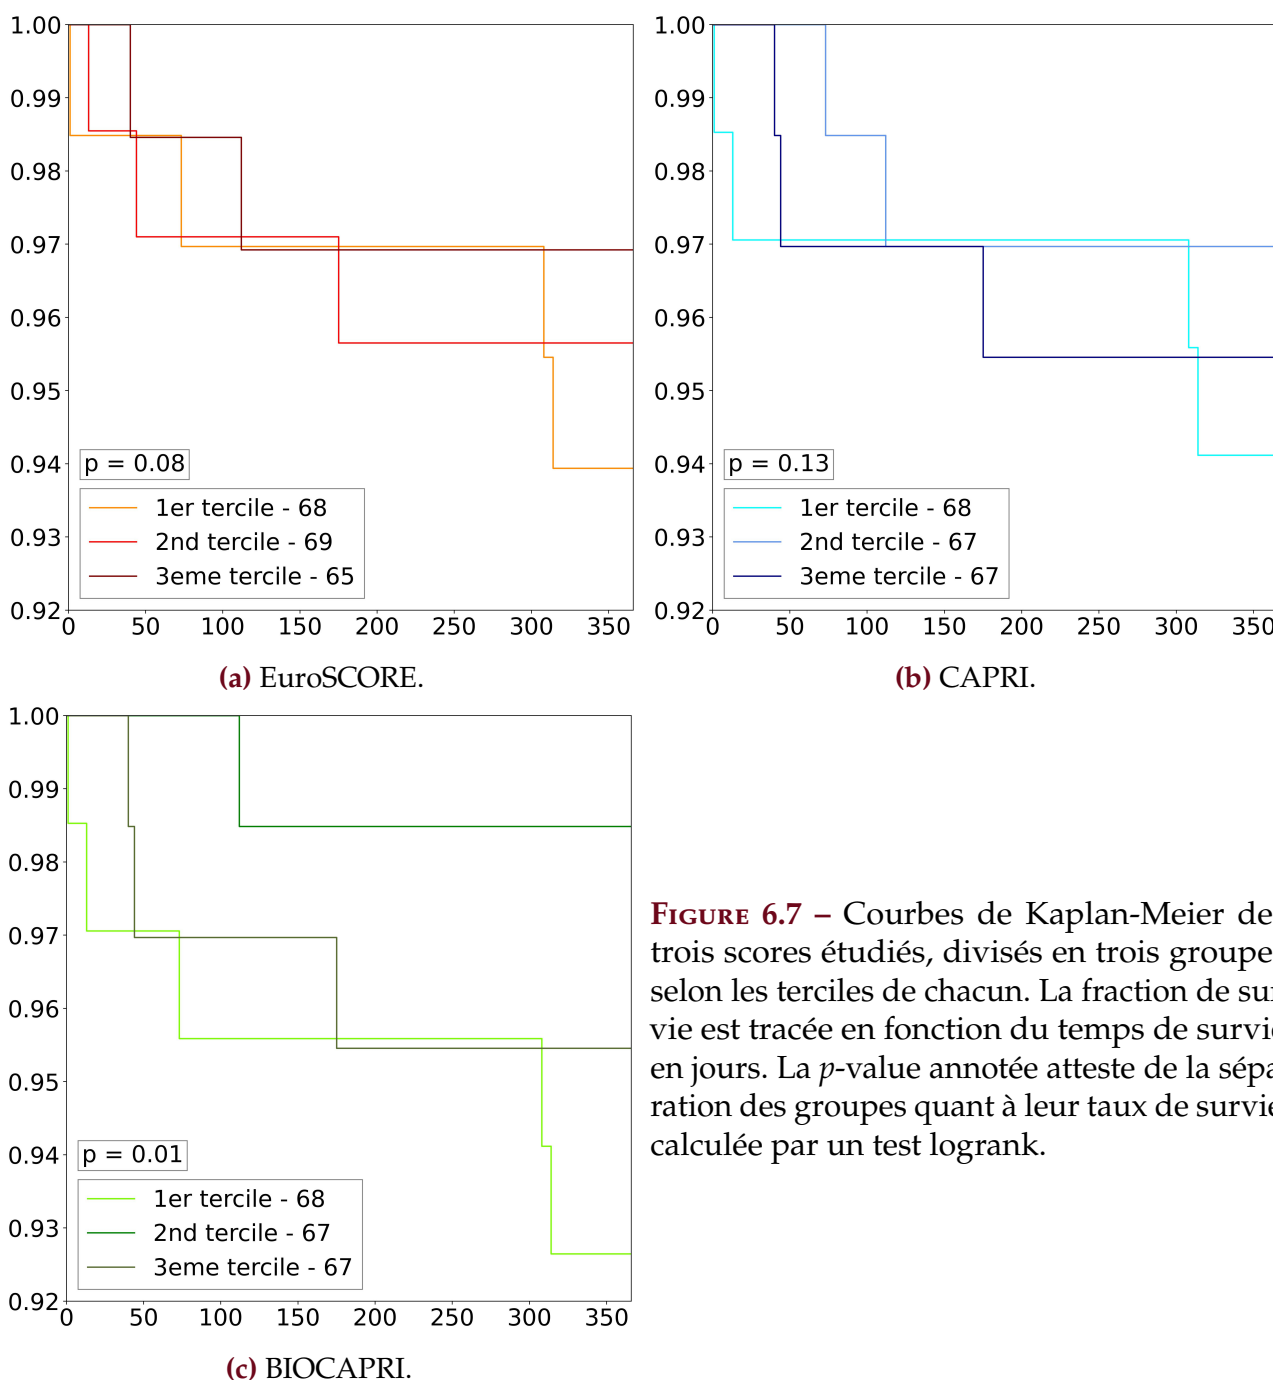 1.00
0.99
0.98
0.97
0.96
0.95
0.94
0.93
0.92
p = 0.08
1er tercile - 68
2nd tercile - 69
3eme tercile - 65
0 50 100 150 200 250 300 350
(a) EuroSCORE.
1.00
0.99
0.98
0.97
0.96
0.95
0.94
0.93
0.92
p = 0.13
1er tercile - 68
2nd tercile - 67
3eme tercile - 67
0 50 100 150 200 250 300 350
(b) CAPRI.
1.00
0.99
0.98
0.97
0.96
0.95
0.94
0.93
0.92
p = 0.01
1er tercile - 68
2nd tercile - 67
3eme tercile - 67
0 50 100 150 200 250 300 350
(c) BIOCAPRI.
FIGURE 6.7 – Courbes de Kaplan-Meier de
trois scores étudiés, divisés en trois groupe
selon les terciles de chacun. La fraction de sur
vie est tracée en fonction du temps de survie
en jours. La p-value annotée atteste de la sépa
ration des groupes quant à leur taux de survie
calculée par un test logrank.